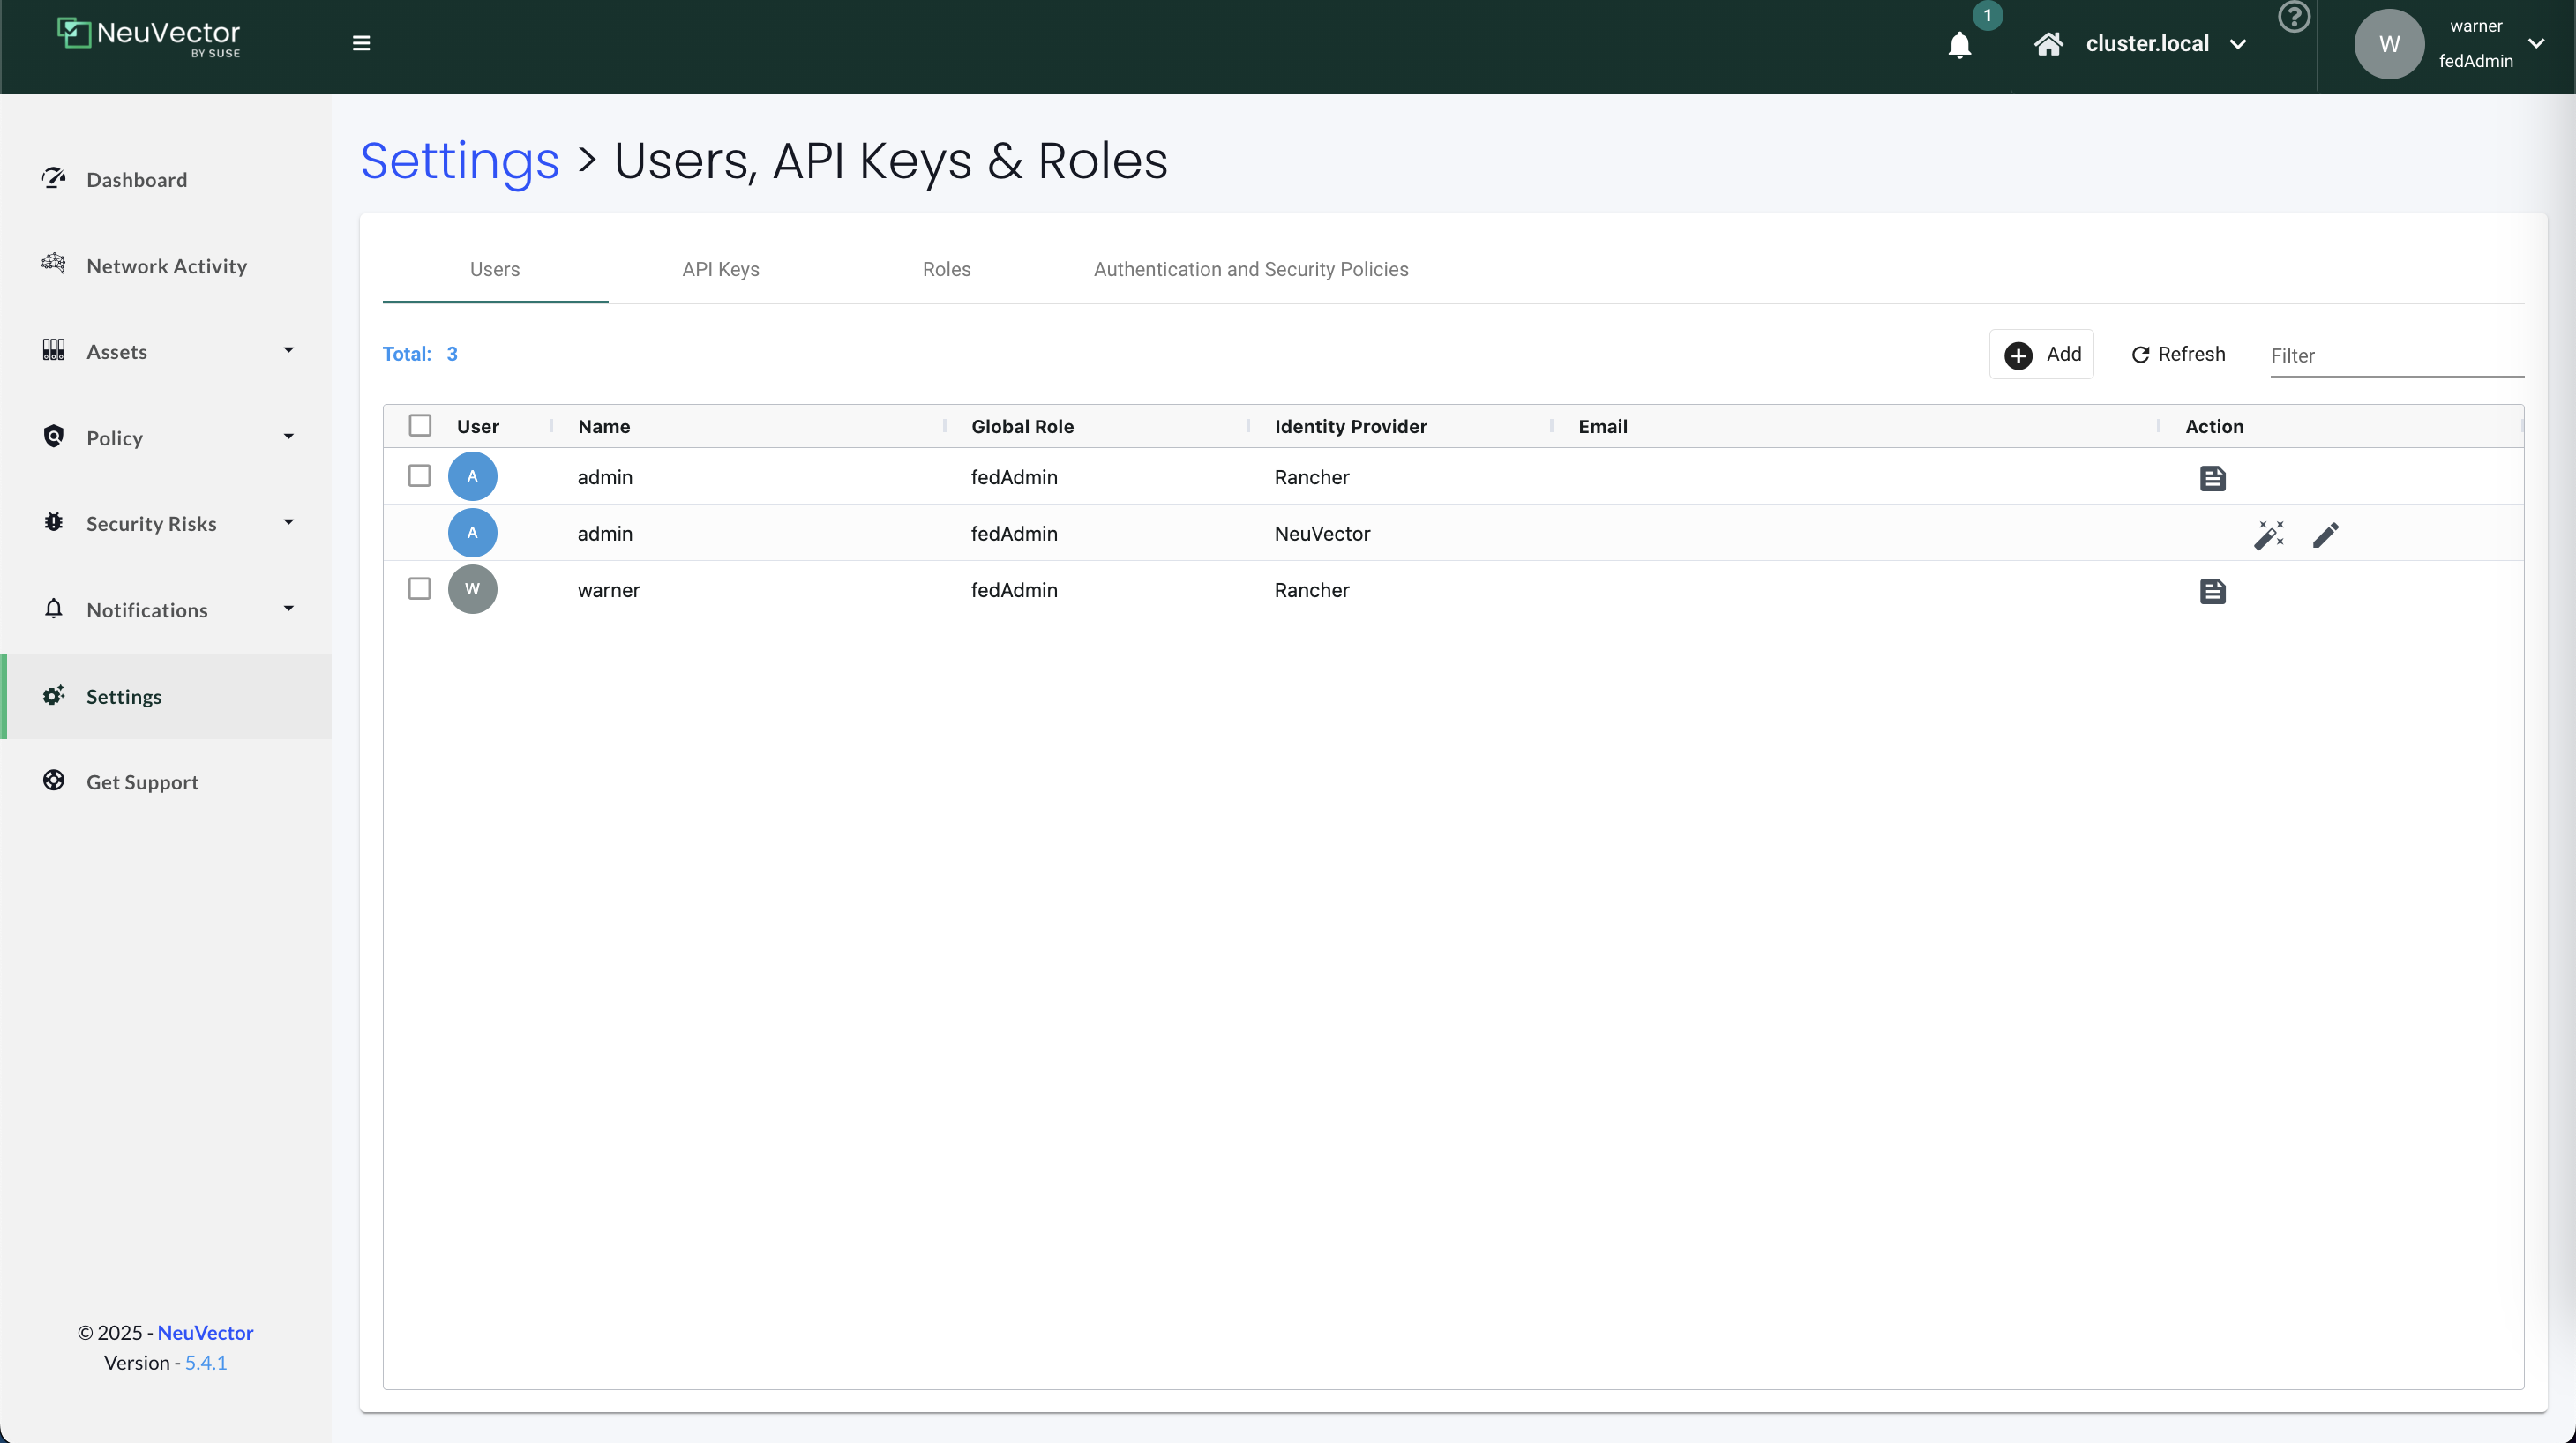 NeuVector
BY SUSE
1
cluster.local
?
W
warner
fedAdmin
Dashboard
Network Activity
Assets
Policy
Security Risks
Notifications
Settings
Get Support
© 2025 - NeuVector
Version - 5.4.1
Settings > Users, API Keys & Roles
Users API Keys Roles Authentication and Security Policies
Total: 3
Add Refresh Filter
User Name Global Role Identity Provider Email Action
A admin fedAdmin Rancher
A admin fedAdmin NeuVector
W warner fedAdmin Rancher